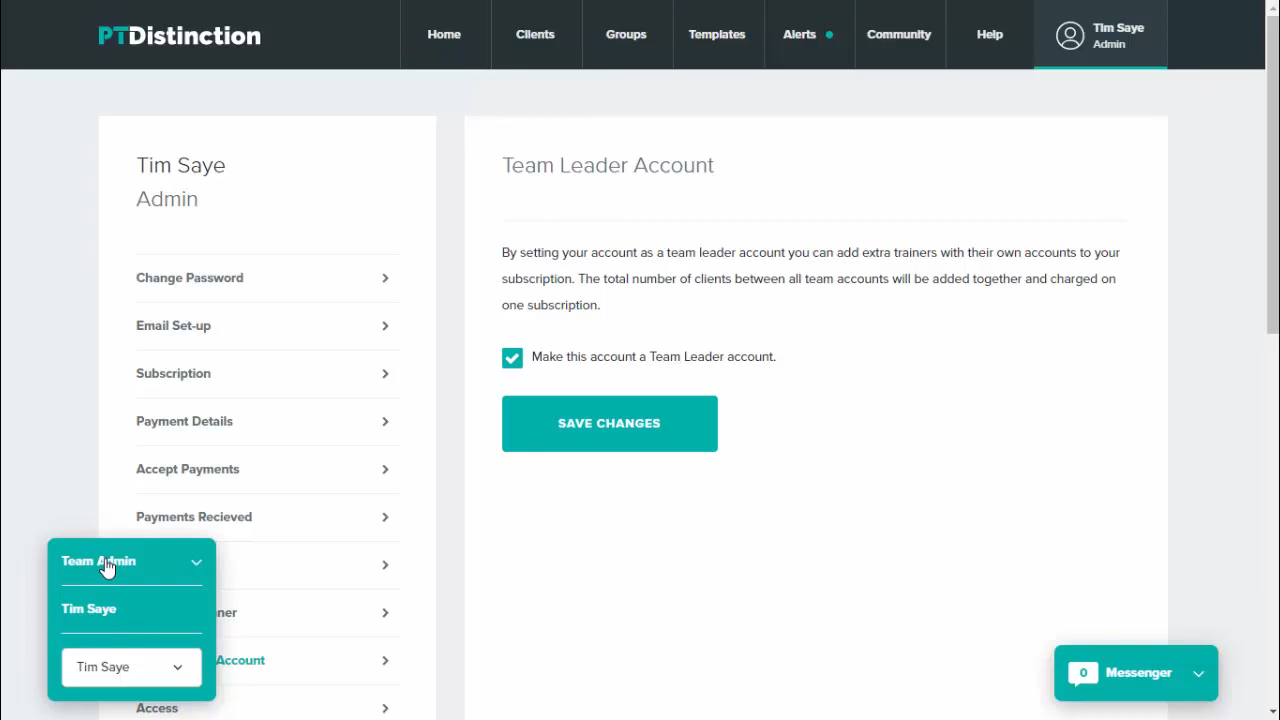 PTDistinction
Home
Clients
Groups
Templates
Alerts
Community
Help
Tim Saye
Admin
Tim Saye
Admin
Change Password
Email Set-up
Subscription
Payment Details
Accept Payments
Payments Recieved
ner
Account
Access
Team Leader Account
By setting your account as a team leader account you can add extra trainers with their own accounts to your
subscription. The total number of clients between all team accounts will be added together and charged on
one subscription.
Make this account a Team Leader account.
SAVE CHANGES
Team Admin
Tim Saye
Tim Saye
0 Messenger